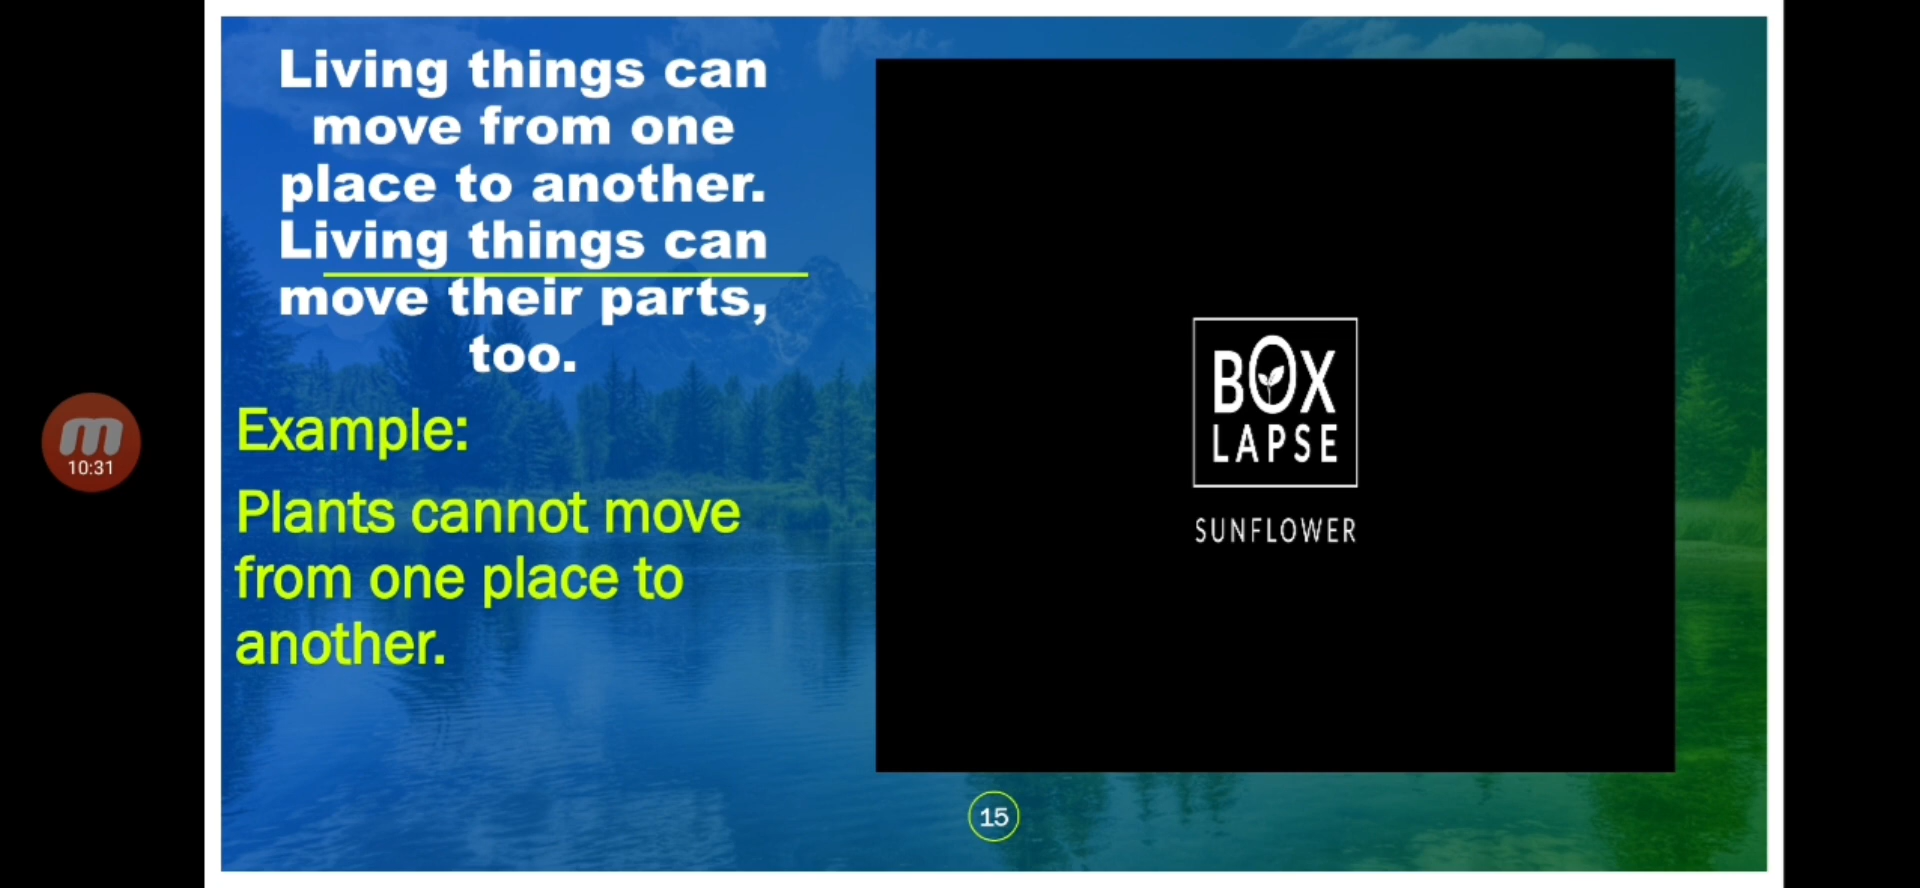 Living things can
move from one
place to another.
Living things can
move their parts,
too.
Example:
Plants cannot move
from one place to
another.
BOX
LAPSE
SUNFLOWER
15
m
10:31